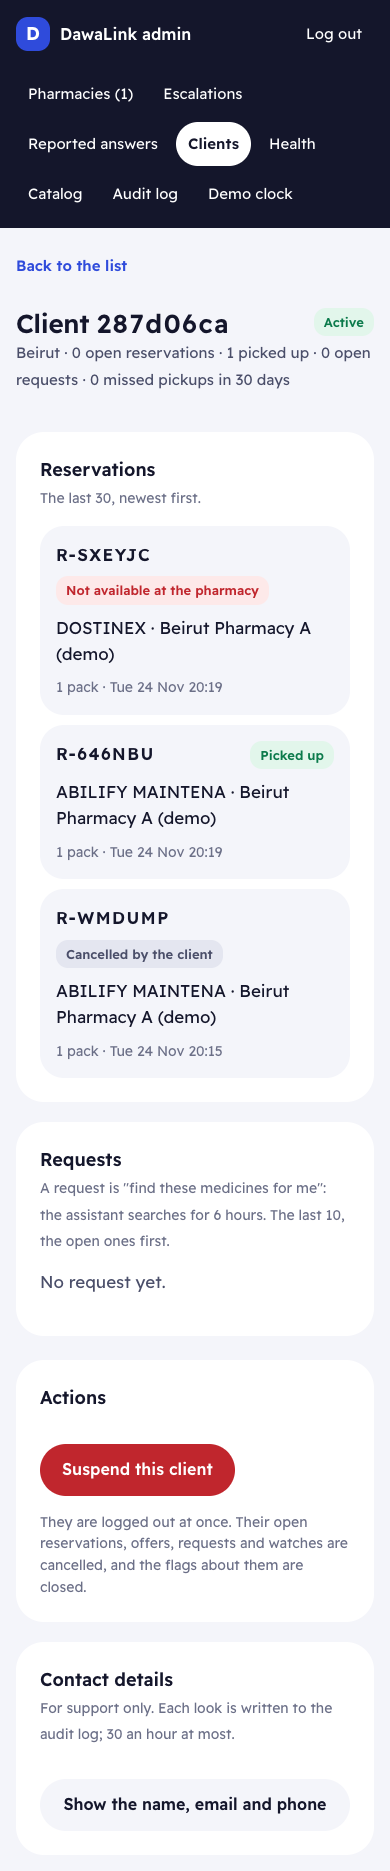 D DawaLink admin Log out
Pharmacies (1) Escalations
Reported answers Clients Health
Catalog Audit log Demo clock
Back to the list
Client 287d06ca Active
Beirut · 0 open reservations · 1 picked up · 0 open
requests · 0 missed pickups in 30 days
Reservations
The last 30, newest first.
R-SXEYJC
Not available at the pharmacy
DOSTINEX · Beirut Pharmacy A
(demo)
1 pack · Tue 24 Nov 20:19
R-646NBU Picked up
ABILIFY MAINTENA · Beirut
Pharmacy A (demo)
1 pack · Tue 24 Nov 20:19
R-WMDUMP
Cancelled by the client
ABILIFY MAINTENA · Beirut
Pharmacy A (demo)
1 pack · Tue 24 Nov 20:15
Requests
A request is "find these medicines for me":
the assistant searches for 6 hours. The last 10,
the open ones first.
No request yet.
Actions
Suspend this client
They are logged out at once. Their open
reservations, offers, requests and watches are
cancelled, and the flags about them are
closed.
Contact details
For support only. Each look is written to the
audit log; 30 an hour at most.
Show the name, email and phone